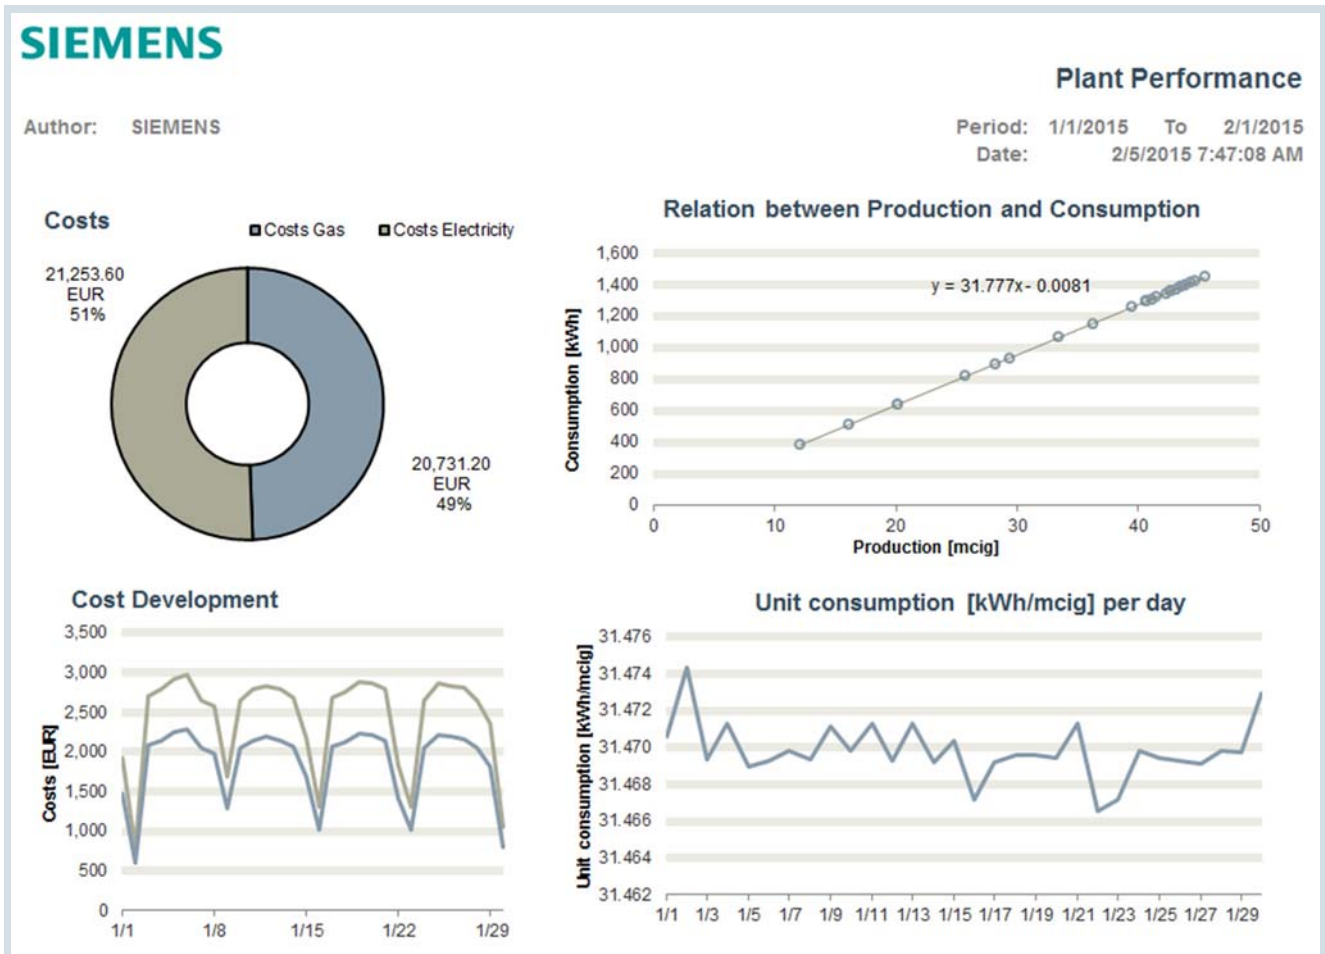 SIEMENS
Plant Performance
Author: SIEMENS
Period: 1/1/2015 To 2/1/2015
Date: 2/5/2015 7:47:08 AM
Costs
Costs Gas Costs Electricity
21,253.60
EUR
51%
20,731.20
EUR
49%
Relation between Production and Consumption
Consumption [kWh]
1,600
1,400
1,200
1,000
800
600
400
200
0
y = 31.777x - 0.0081
0 10 20 30 40 50
Production [mcig]
Cost Development
Costs [EUR]
3,500
3,000
2,500
2,000
1,500
1,000
500
0
1/1 1/8 1/15 1/22 1/29
Unit consumption [kWh/mcig] per day
Unit consumption [kWh/mcig]
31.476
31.474
31.472
31.470
31.468
31.466
31.464
31.462
1/1 1/3 1/5 1/7 1/9 1/11 1/13 1/15 1/17 1/19 1/21 1/23 1/25 1/27 1/29